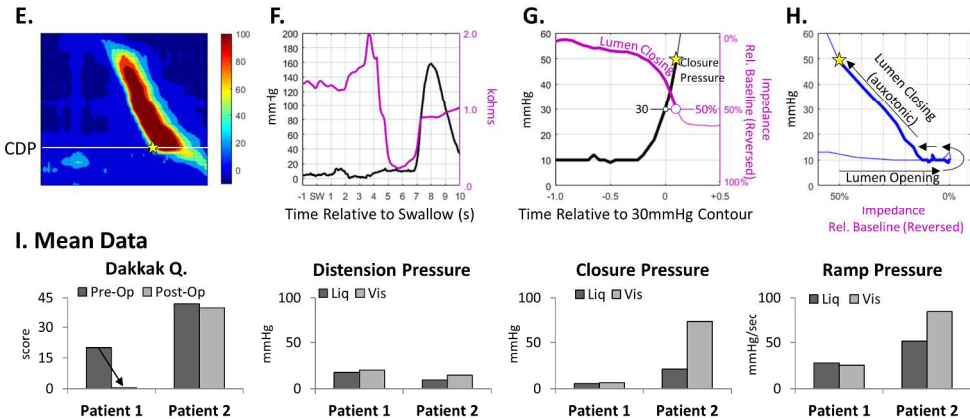 E.
100
80
60
40
20
0
CDP
F.
200
180
160
140
120
100
80
60
40
20
0
mmHg
2.0
1.0
0.0
kohms
-1 SW 1 2 3 4 5 6 7 8 9 10
Time Relative to Swallow (s)
G.
60
50
40
30
20
10
0
mmHg
Lumen Closing
Closure
Pressure
30
50%
0%
50%
100%
Rel. Baseline (Reversed)
Impedance
-1.0 -0.5 0 +0.5
Time Relative to 30mmHg Contour
H.
60
50
40
30
20
10
0
mmHg
Lumen Closing
(auxotonic)
Lumen Opening
50% 0%
Impedance
Rel. Baseline (Reversed)
I. Mean Data
Dakkak Q.
Pre-Op Post-Op
45
30
15
0
score
Patient 1 Patient 2
Distension Pressure
Liq Vis
100
50
0
mmHg
Patient 1 Patient 2
Closure Pressure
Liq Vis
100
50
0
mmHg
Patient 1 Patient 2
Ramp Pressure
Liq Vis
100
50
0
mmHg/sec
Patient 1 Patient 2